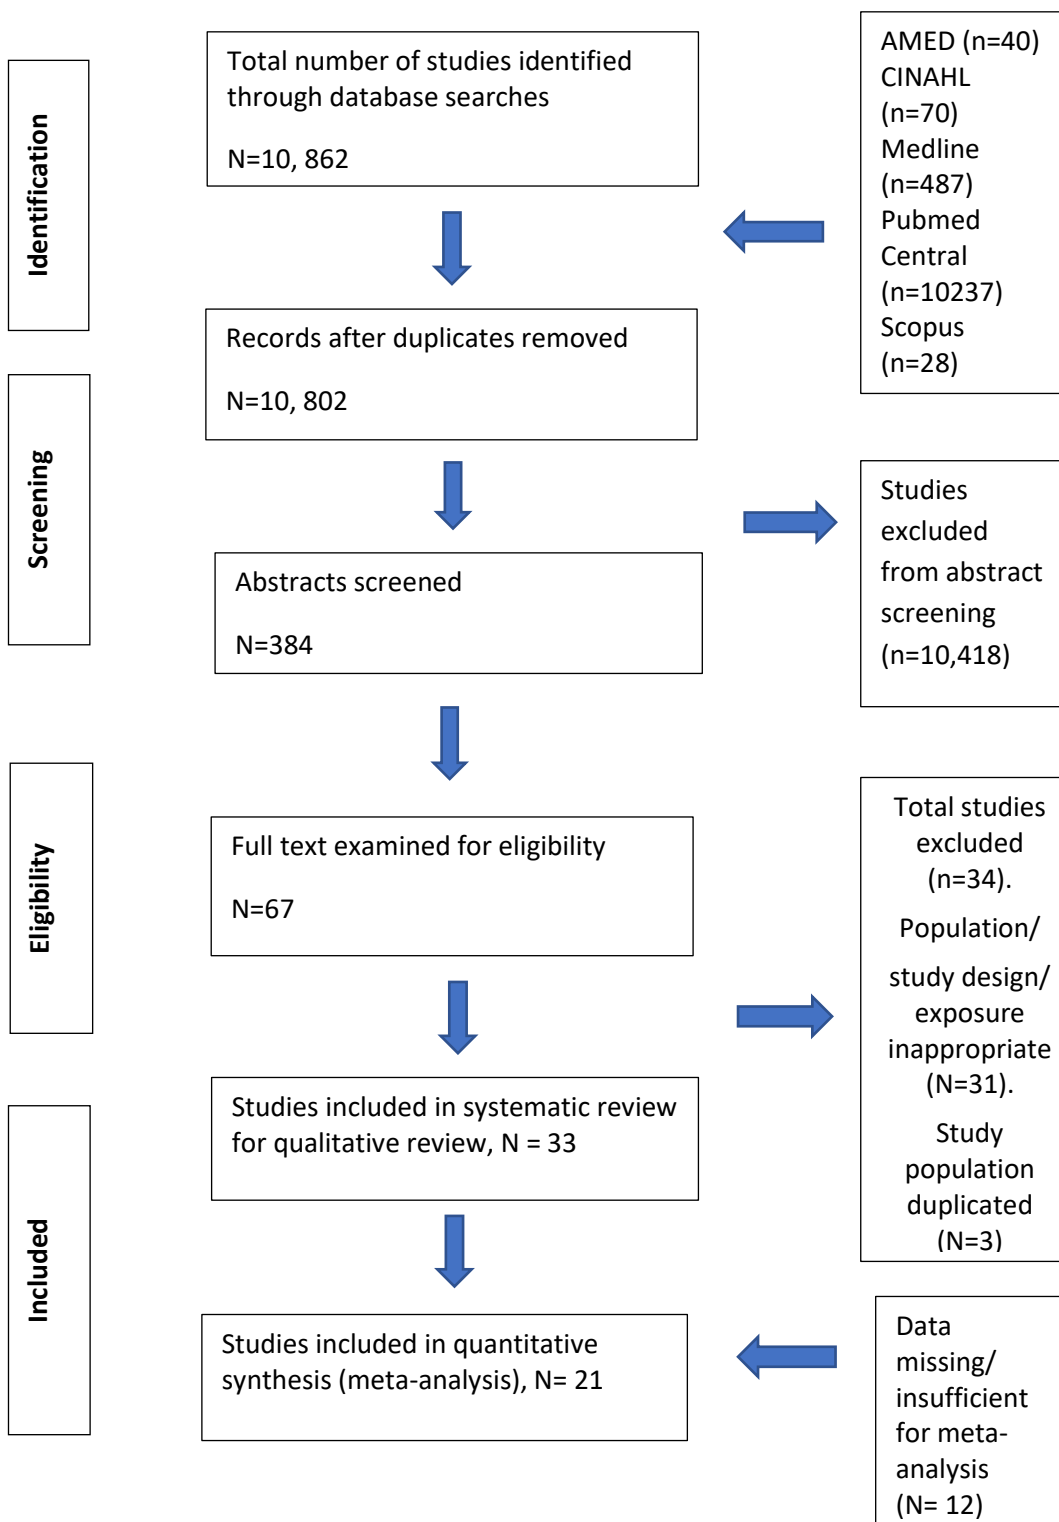 Identification
Total number of studies identified
through database searches
N=10, 862
AMED (n=40)
CINAHL
(n=70)
Medline
(n=487)
Pubmed
Central
(n=10237)
Scopus
(n=28)
Records after duplicates removed
N=10, 802
Screening
Abstracts screened
N=384
Studies
excluded
from abstract
screening
(n=10,418)
Eligibility
Full text examined for eligibility
N=67
Total studies
excluded
(n=34).
Population/
study design/
exposure
inappropriate
(N=31).
Study
population
duplicated
(N=3)
Included
Studies included in systematic review
for qualitative review, N = 33
Studies included in quantitative
synthesis (meta-analysis), N= 21
Data
missing/
insufficient
for meta-
analysis
(N= 12)